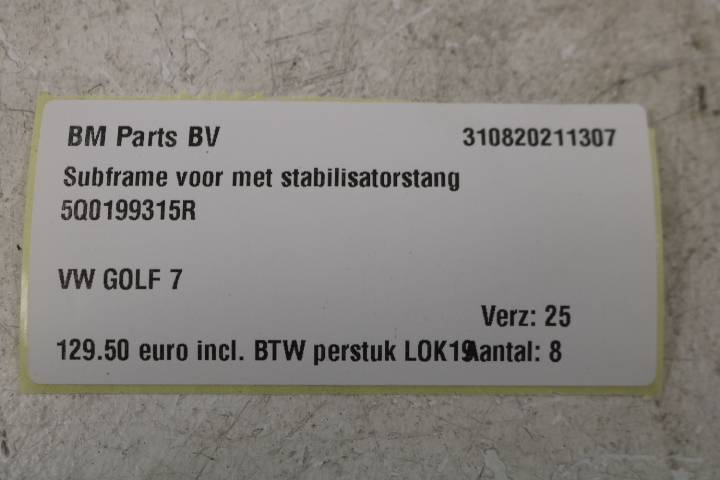 BM Parts BV 310820211307
Subframe voor met stabilisatorstang
5Q0199315R
VW GOLF 7
Verz: 25
129.50 euro incl. BTW perstuk LOK19 Aantal: 8